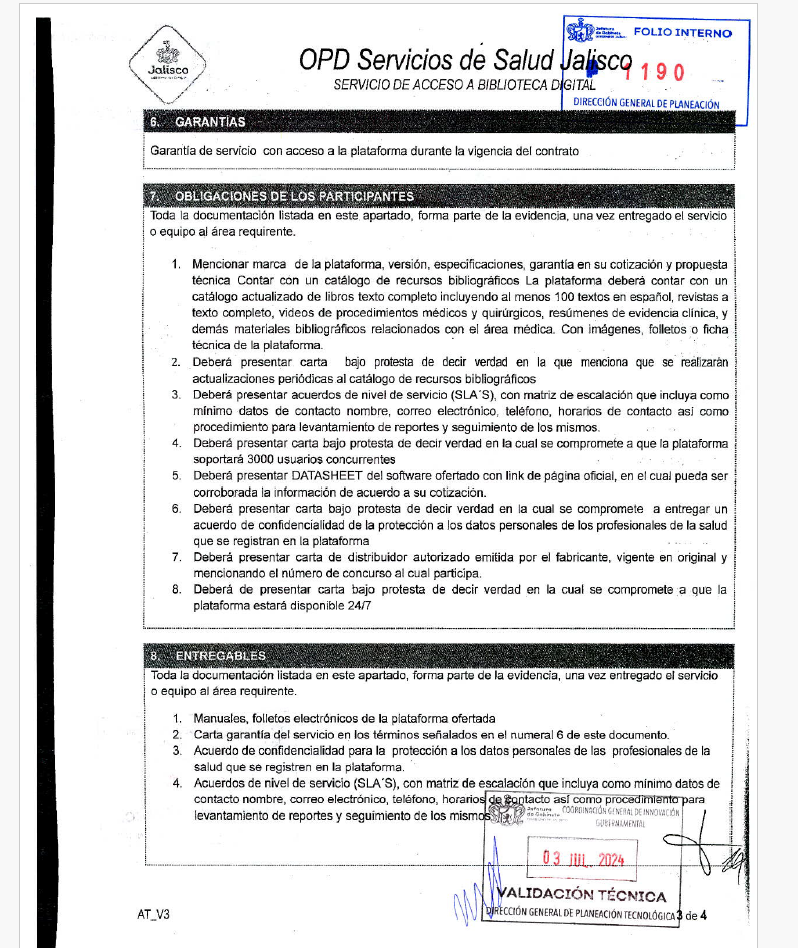 Jalisco
OPD Servicios de Salud Jalisco
SERVICIO DE ACCESO A BIBLIOTECA DIGITAL
Jefatura
de Gabinete
FOLIO INTERNO
190
DIRECCIÓN GENERAL DE PLANEACIÓN
6. GARANTÍAS
Garantía de servicio con acceso a la plataforma durante la vigencia del contrato
7. OBLIGACIONES DE LOS PARTICIPANTES
Toda la documentación listada en este apartado, forma parte de la evidencia, una vez entregado el servicio
o equipo al área requirente.
1. Mencionar marca de la plataforma, versión, especificaciones, garantía en su cotización y propuesta
técnica Contar con un catálogo de recursos bibliográficos La plataforma deberá contar con un
catálogo actualizado de libros texto completo incluyendo al menos 100 textos en español, revistas a
texto completo, videos de procedimientos médicos y quirúrgicos, resúmenes de evidencia clínica, y
demás materiales bibliográficos relacionados con el área médica. Con imágenes, folletos o ficha
técnica de la plataforma.
2. Deberá presentar carta bajo protesta de decir verdad en la que menciona que se realizarán
actualizaciones periódicas al catálogo de recursos bibliográficos
3. Deberá presentar acuerdos de nivel de servicio (SLA´S), con matriz de escalación que incluya como
mínimo datos de contacto nombre, correo electrónico, teléfono, horarios de contacto así como
procedimiento para levantamiento de reportes y seguimiento de los mismos.
4. Deberá presentar carta bajo protesta de decir verdad en la cual se compromete a que la plataforma
soportará 3000 usuarios concurrentes
5. Deberá presentar DATASHEET del software ofertado con link de página oficial, en el cual pueda ser
corroborada la información de acuerdo a su cotización.
6. Deberá presentar carta bajo protesta de decir verdad en la cual se compromete a entregar un
acuerdo de confidencialidad de la protección a los datos personales de los profesionales de la salud
que se registran en la plataforma
7. Deberá presentar carta de distribuidor autorizado emitida por el fabricante, vigente en original y
mencionando el número de concurso al cual participa.
8. Deberá de presentar carta bajo protesta de decir verdad en la cual se compromete a que la
plataforma estará disponible 24/7
8. ENTREGABLES
Toda la documentación listada en este apartado, forma parte de la evidencia, una vez entregado el servicio
o equipo al área requirente.
1. Manuales, folletos electrónicos de la plataforma ofertada
2. Carta garantía del servicio en los términos señalados en el numeral 6 de este documento.
3. Acuerdo de confidencialidad para la protección a los datos personales de las profesionales de la
salud que se registren en la plataforma.
4. Acuerdos de nivel de servicio (SLA´S), con matriz de escalación que incluya como mínimo datos de
contacto nombre, correo electrónico, teléfono, horarios de contacto así como procedimiento para
levantamiento de reportes y seguimiento de los mismos
Jefatura
de Gabinete
COORDINACIÓN GENERAL DE INNOVACIÓN
GUBERNAMENTAL
03 JUL 2024
VALIDACIÓN TÉCNICA
DIRECCIÓN GENERAL DE PLANEACIÓN TECNOLÓGICA
AT_V3
3 de 4